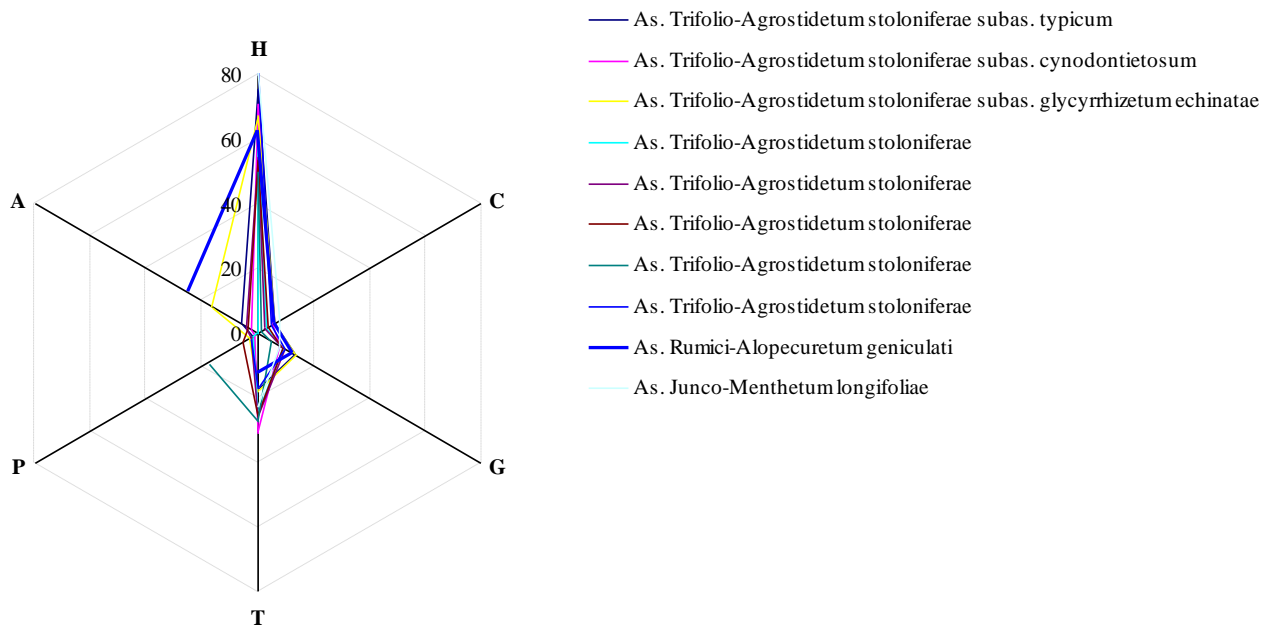 H
80
60
40
20
0
A
C
P
G
T
As. Trifolio-Agrostidetum stoloniferae subas. typicum
As. Trifolio-Agrostidetum stoloniferae subas. cynodontietosum
As. Trifolio-Agrostidetum stoloniferae subas. glycyrrhizetum echinatae
As. Trifolio-Agrostidetum stoloniferae
As. Trifolio-Agrostidetum stoloniferae
As. Trifolio-Agrostidetum stoloniferae
As. Trifolio-Agrostidetum stoloniferae
As. Trifolio-Agrostidetum stoloniferae
As. Rumici-Alopecuretum geniculati
As. Junco-Menthetum longifoliae